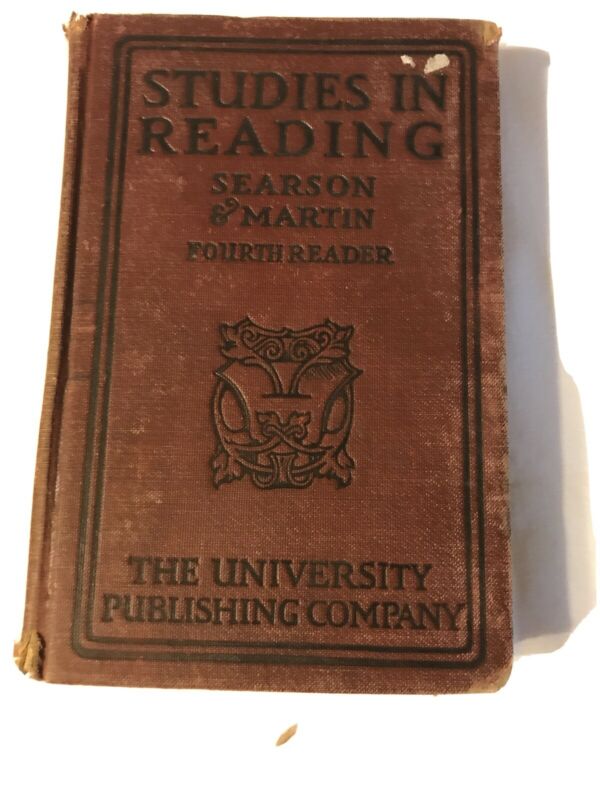 STUDIES IN
READING
SEARSON
& MARTIN
FOURTH READER
THE UNIVERSITY
PUBLISHING COMPANY